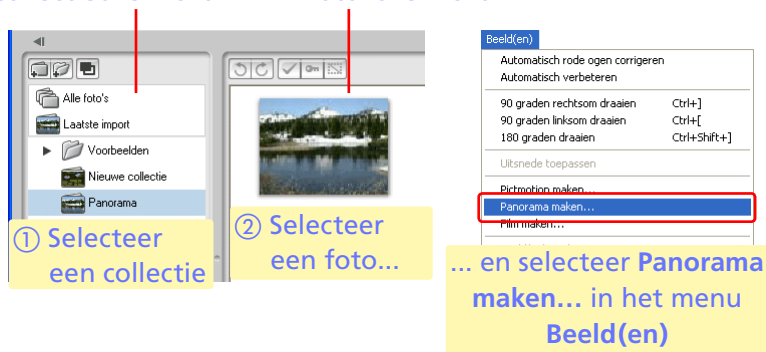 Beeld(en)
Automatisch rode ogen corrigeren
Automatisch verbeteren
Alle foto's
90 graden rechtsom draaien Ctrl+]
Laatste import
90 graden linksom draaien Ctrl+[
180 graden draaien Ctrl+Shift+]
Voorbeelden
Uitsnede toepassen
Nieuwe collectie
Pictmotion maken...
Panorama
Panorama maken...
Film maken...
① Selecteer
een collectie
② Selecteer
een foto...
... en selecteer Panorama
maken... in het menu
Beeld(en)